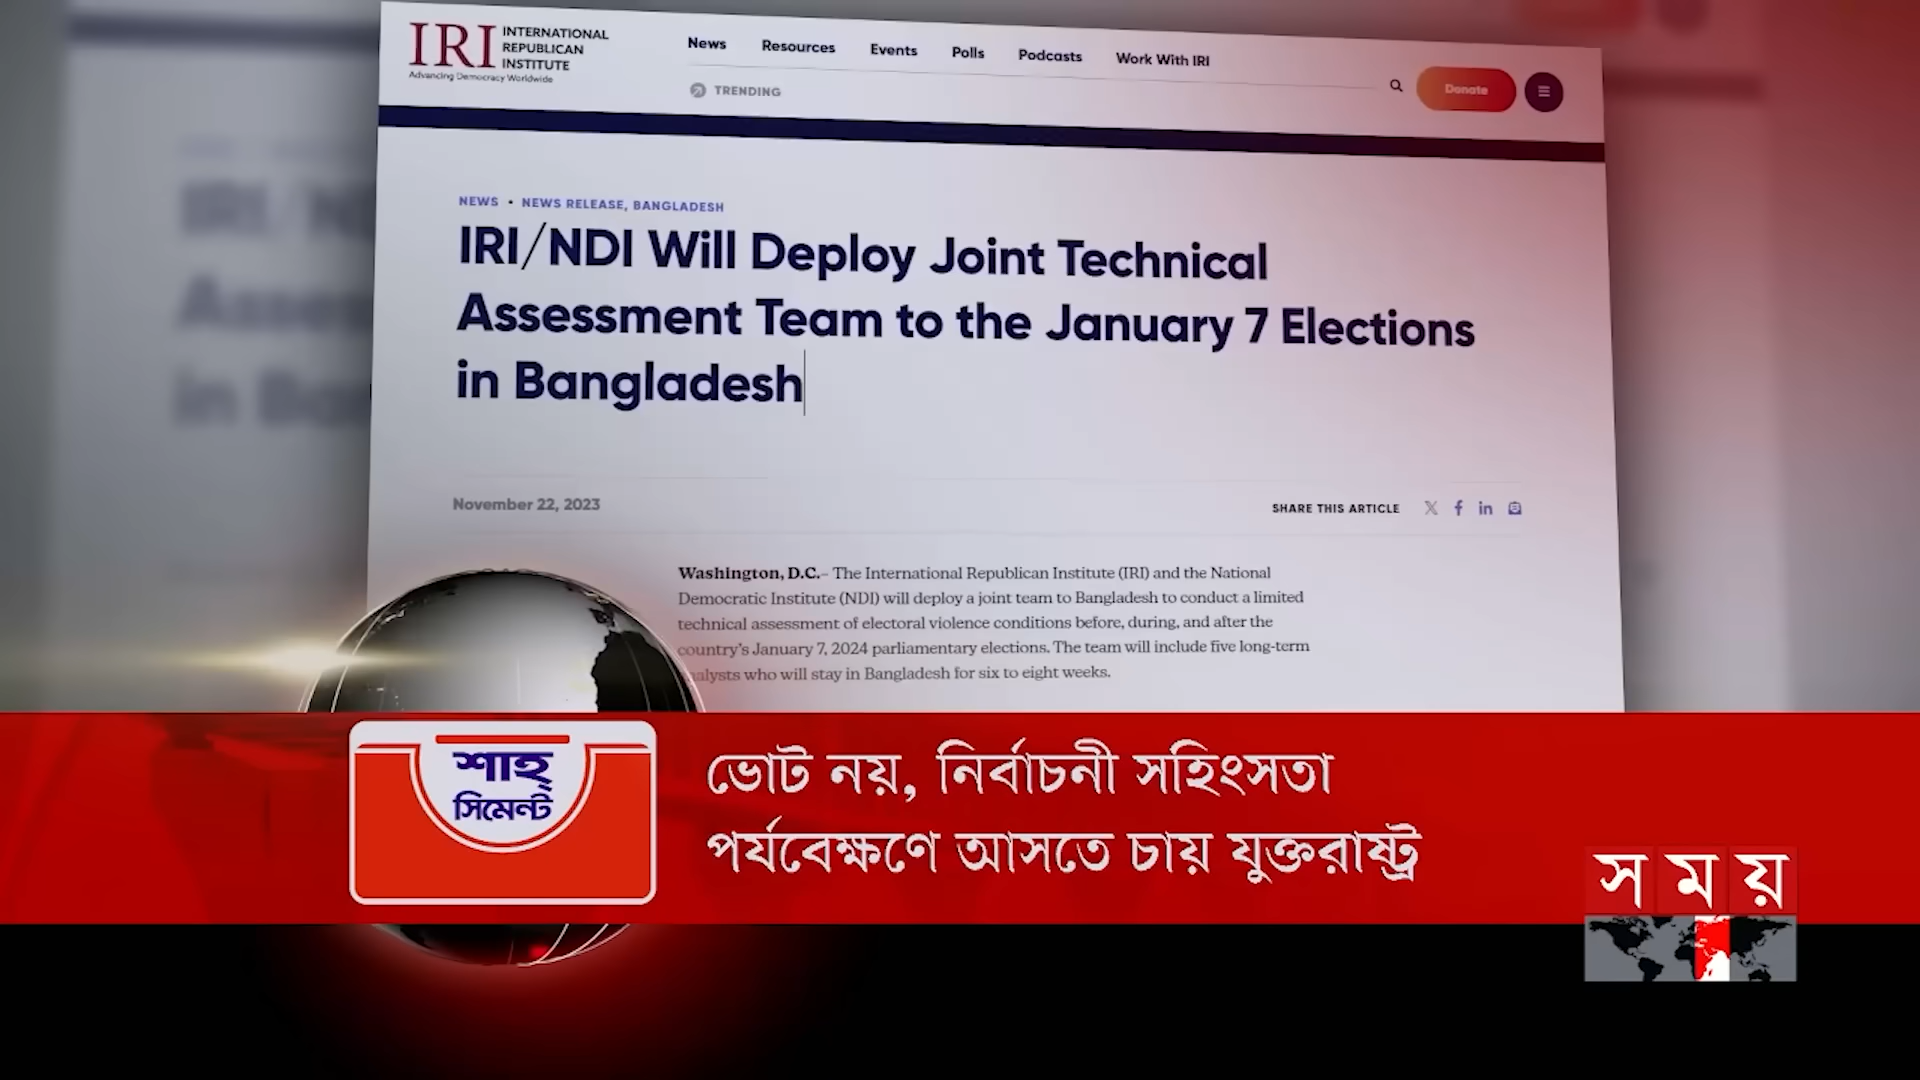 IRI INTERNATIONAL
REPUBLICAN
INSTITUTE
Advancing Democracy Worldwide
News Resources Events Polls Podcasts Work With IRI
TRENDING
Donate
NEWS • NEWS RELEASE, BANGLADESH
IRI/NDI Will Deploy Joint Technical
Assessment Team to the January 7 Elections
in Bangladesh
November 22, 2023
SHARE THIS ARTICLE
Washington, D.C.– The International Republican Institute (IRI) and the National
Democratic Institute (NDI) will deploy a joint team to Bangladesh to conduct a limited
technical assessment of electoral violence conditions before, during, and after the
country's January 7, 2024 parliamentary elections. The team will include five long-term
analysts who will stay in Bangladesh for six to eight weeks.
শাহ্
সিমেন্ট
ভোট নয়, নির্বাচনী সহিংসতা
পর্যবেক্ষণে আসতে চায় যুক্তরাষ্ট্র
সময়